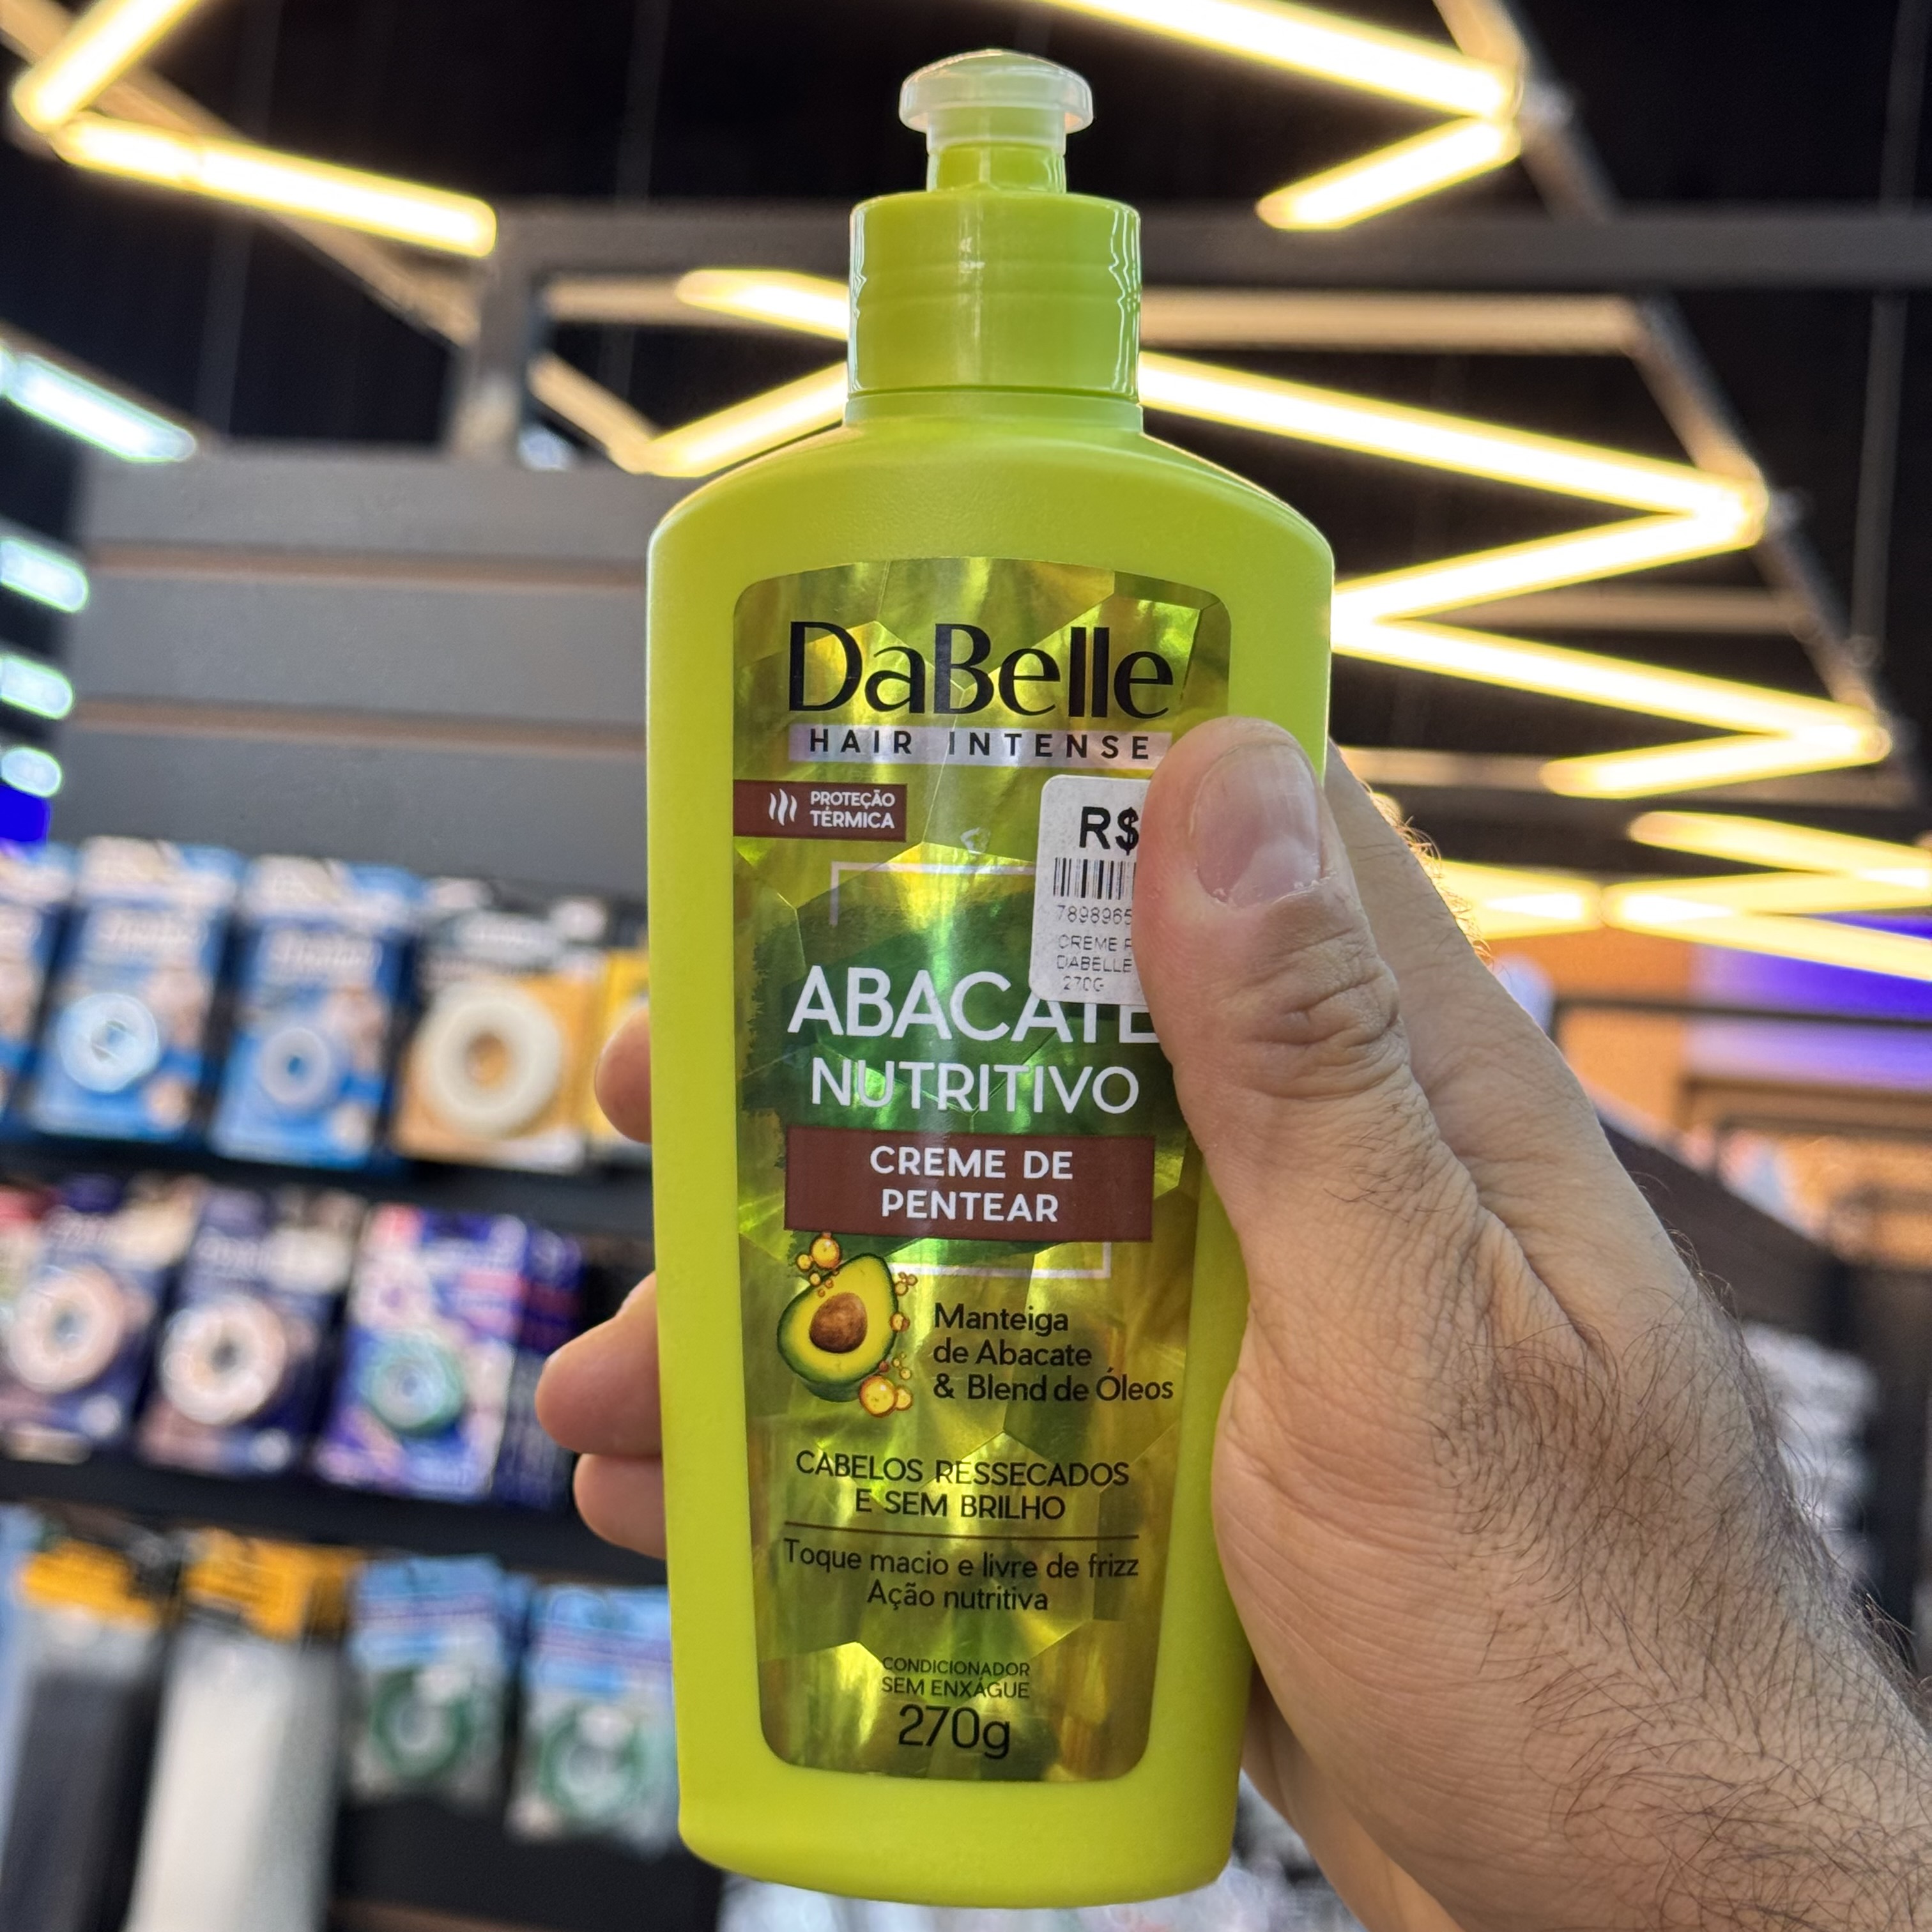 DaBelle
HAIR INTENSE
PROTEÇÃO
TÉRMICA
R$
7898965
CREME
DABELLE
270G
ABACATE
NUTRITIVO
CREME DE
PENTEAR
Manteiga
de Abacate
& Blend de Óleos
CABELOS RESSECADOS
E SEM BRILHO
Toque macio e livre de frizz
Ação nutritiva
CONDICIONADOR
SEM ENXÁGUE
270g